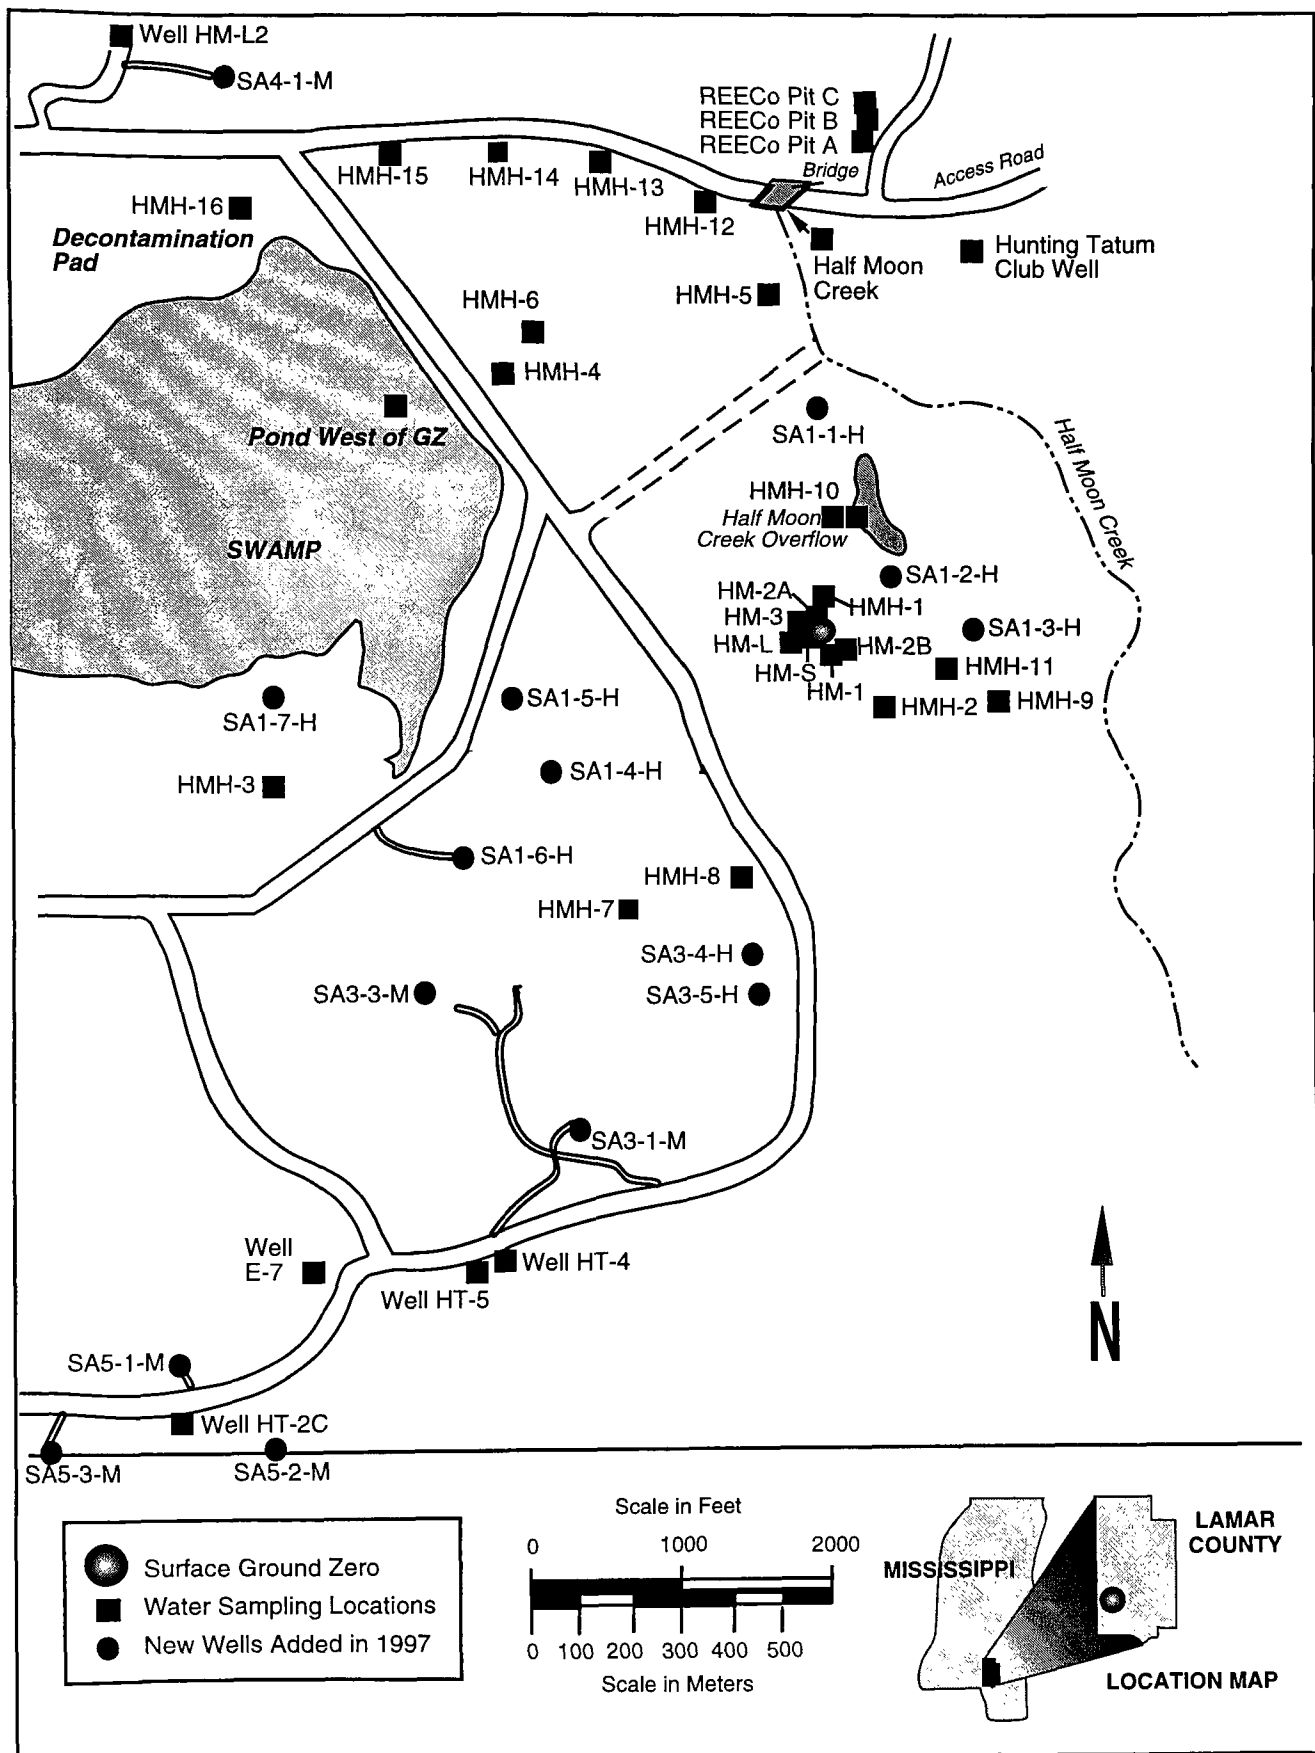 Well HM-L2
SA4-1-M
REECo Pit C
REECo Pit B
REECo Pit A
Bridge
Access Road
HMH-15
HMH-14
HMH-13
HMH-12
HMH-16
Decontamination
Pad
Half Moon
Creek
Hunting Tatum
Club Well
HMH-5
HMH-6
HMH-4
Pond West of GZ
SA1-1-H
Half Moon Creek
HMH-10
Half Moon
Creek Overflow
SWAMP
SA1-2-H
HM-2A
HMH-1
HM-3
SA1-3-H
HM-L
HM-2B
HM-S
HM-1
HMH-11
HMH-2
HMH-9
SA1-7-H
SA1-5-H
SA1-4-H
HMH-3
SA1-6-H
HMH-8
HMH-7
SA3-4-H
SA3-3-M
SA3-5-H
SA3-1-M
Well
E-7
Well HT-4
Well HT-5
N
SA5-1-M
Well HT-2C
SA5-3-M
SA5-2-M
Surface Ground Zero
Water Sampling Locations
New Wells Added in 1997
Scale in Feet
0 1000 2000
0 100 200 300 400 500
Scale in Meters
MISSISSIPPI
LAMAR
COUNTY
LOCATION MAP